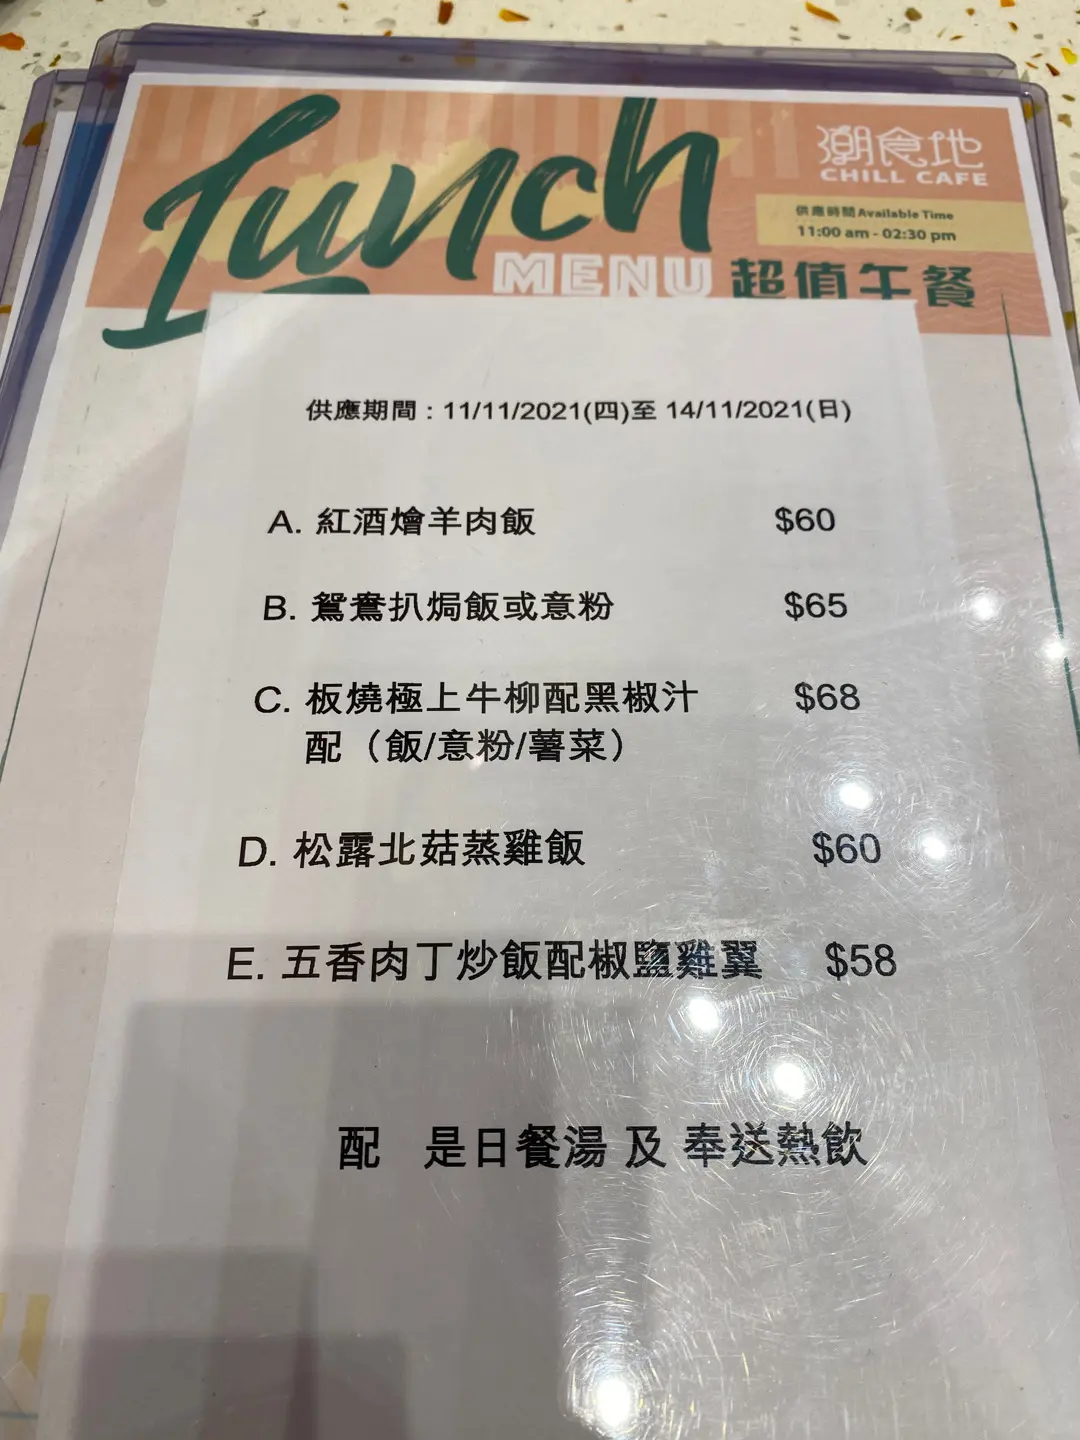 Lunch
MENU 超值午餐
潮食地
CHILL CAFE
供應時間 Available Time
11:00 am - 02:30 pm
供應期間 : 11/11/2021(四)至 14/11/2021(日)
A. 紅酒燴羊肉飯 $60
B. 鴛鴦扒焗飯或意粉 $65
C. 板燒極上牛柳配黑椒汁 $68
配（飯/意粉/薯菜）
D. 松露北菇蒸雞飯 $60
E. 五香肉丁炒飯配椒鹽雞翼 $58
配 是日餐湯 及 奉送熱飲